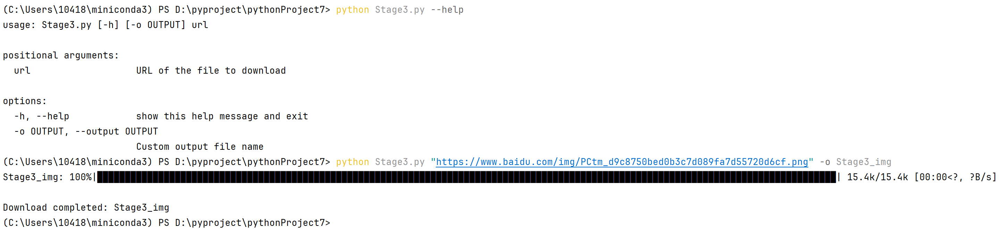 (C:\Users\10418\miniconda3) PS D:\pyproject\pythonProject7> python Stage3.py --help
usage: Stage3.py [-h] [-o OUTPUT] url
positional arguments:
  url                   URL of the file to download
options:
  -h, --help            show this help message and exit
  -o OUTPUT, --output OUTPUT
                        Custom output file name
(C:\Users\10418\miniconda3) PS D:\pyproject\pythonProject7> python Stage3.py "https://www.baidu.com/img/PCtm_d9c8750bed0b3c7d089fa7d55720d6cf.png" -o Stage3_img
Stage3_img: 100%|| 15.4k/15.4k [00:00<?, ?B/s]
Download completed: Stage3_img
(C:\Users\10418\miniconda3) PS D:\pyproject\pythonProject7>